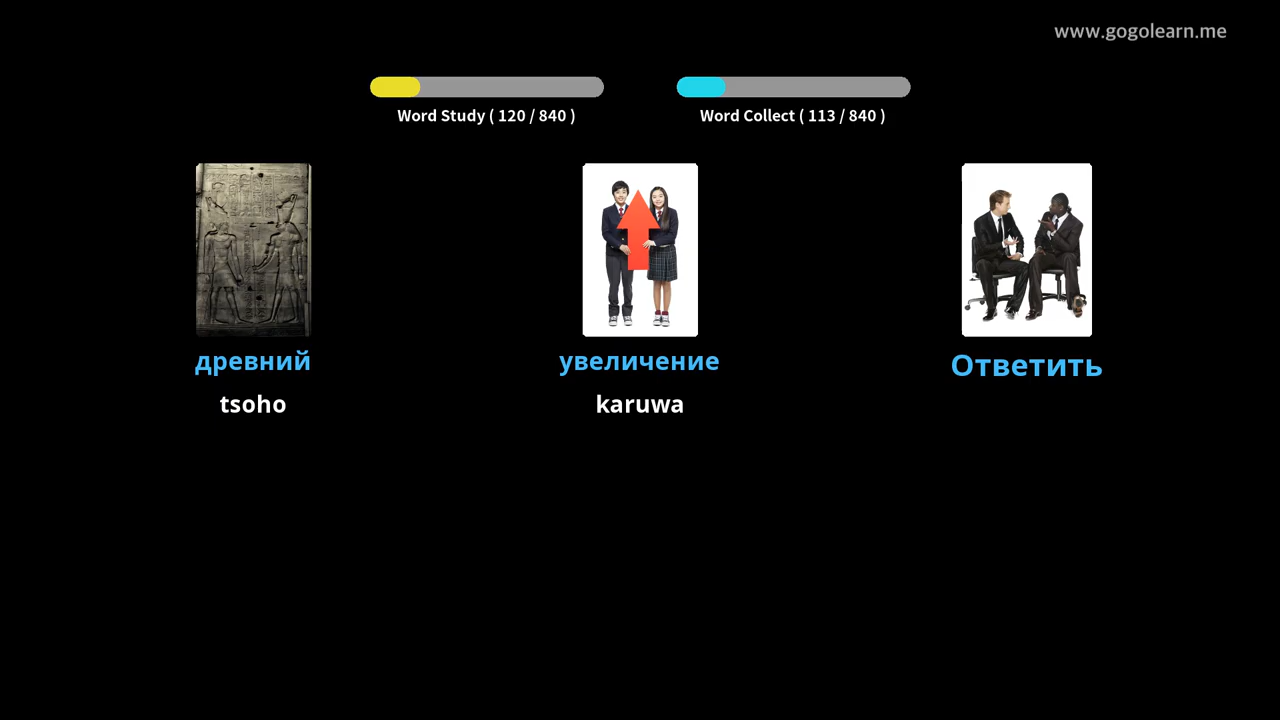 www.gogolearn.me
Word Study ( 120 / 840 )
Word Collect ( 113 / 840 )
древний
увеличение
Ответить
tsoho
karuwa